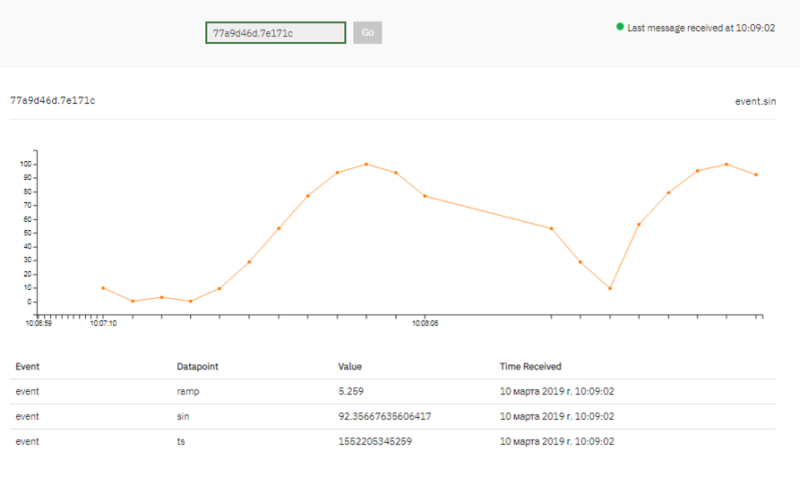 77a9d46d.7e171c Go Last message received at 10:09:02
77a9d46d.7e171c event.sin
100
90
80
70
60
50
40
30
20
10
0
10:08:59 10:07:10 10:08:08
Event Datapoint Value Time Received
event ramp 5.259 10 марта 2019 г. 10:09:02
event sin 92.35667635606417 10 марта 2019 г. 10:09:02
event ts 1552205345259 10 марта 2019 г. 10:09:02